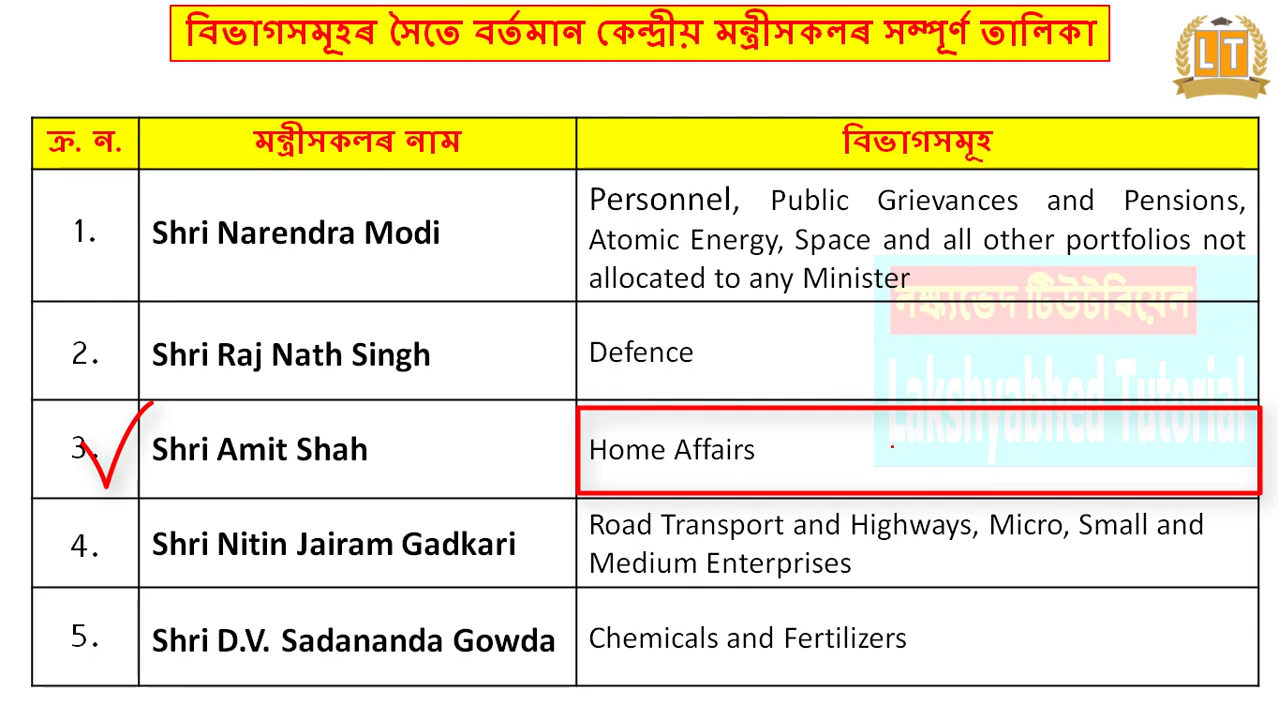 বিভাগসমূহৰ সৈতে বৰ্তমান কেন্দ্ৰীয় মন্ত্ৰীসকলৰ সম্পূৰ্ণ তালিকা
LT
ক্ৰ. ন. মন্ত্ৰীসকলৰ নাম বিভাগসমূহ
1. Shri Narendra Modi Personnel, Public Grievances and Pensions,
Atomic Energy, Space and all other portfolios not
allocated to any Minister
লক্ষ্যভেদ টিউটৰিয়েল
2. Shri Raj Nath Singh Defence
Lakshyabhed Tutorial
3. Shri Amit Shah Home Affairs
4. Shri Nitin Jairam Gadkari Road Transport and Highways, Micro, Small and
Medium Enterprises
5. Shri D.V. Sadananda Gowda Chemicals and Fertilizers